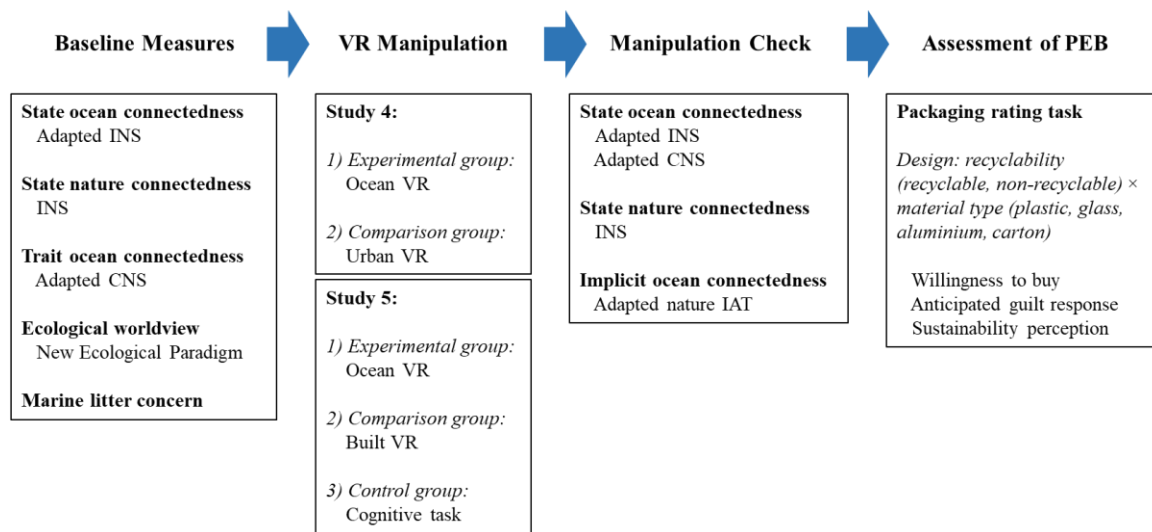 Baseline Measures
VR Manipulation
Manipulation Check
Assessment of PEB
State ocean connectedness
Adapted INS
State nature connectedness
INS
Trait ocean connectedness
Adapted CNS
Ecological worldview
New Ecological Paradigm
Marine litter concern
Study 4:
1) Experimental group:
Ocean VR
2) Comparison group:
Urban VR
Study 5:
1) Experimental group:
Ocean VR
2) Comparison group:
Built VR
3) Control group:
Cognitive task
State ocean connectedness
Adapted INS
Adapted CNS
State nature connectedness
INS
Implicit ocean connectedness
Adapted nature IAT
Packaging rating task
Design: recyclability
(recyclable, non-recyclable) ×
material type (plastic, glass,
aluminium, carton)
Willingness to buy
Anticipated guilt response
Sustainability perception